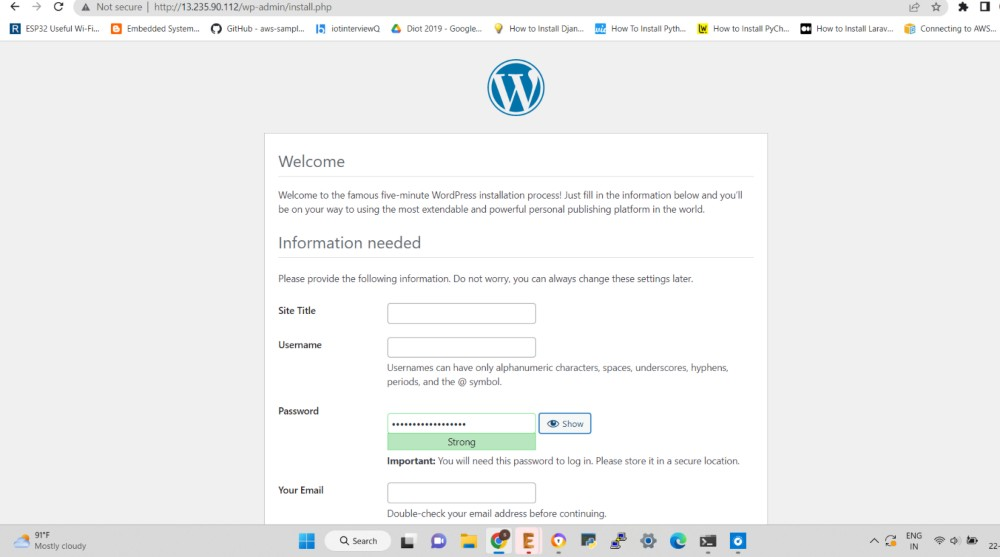 Not secure | http://13.235.90.112/wp-admin/install.php
ESP32 Useful Wi-Fi... Embedded System... GitHub - aws-sampl... iotinterviewQ Diot 2019 - Google... How to Install Djan... How To Install Pyth... How to Install PyCh... How to Install Larav... Connecting to AWS...
Welcome
Welcome to the famous five-minute WordPress installation process! Just fill in the information below and you'll
be on your way to using the most extendable and powerful personal publishing platform in the world.
Information needed
Please provide the following information. Do not worry, you can always change these settings later.
Site Title
Username
Usernames can have only alphanumeric characters, spaces, underscores, hyphens,
periods, and the @ symbol.
Password
•••••••••••••••••• Show
Strong
Important: You will need this password to log in. Please store it in a secure location.
Your Email
Double-check your email address before continuing.
91°F
Mostly cloudy
Search
ENG
IN
22-